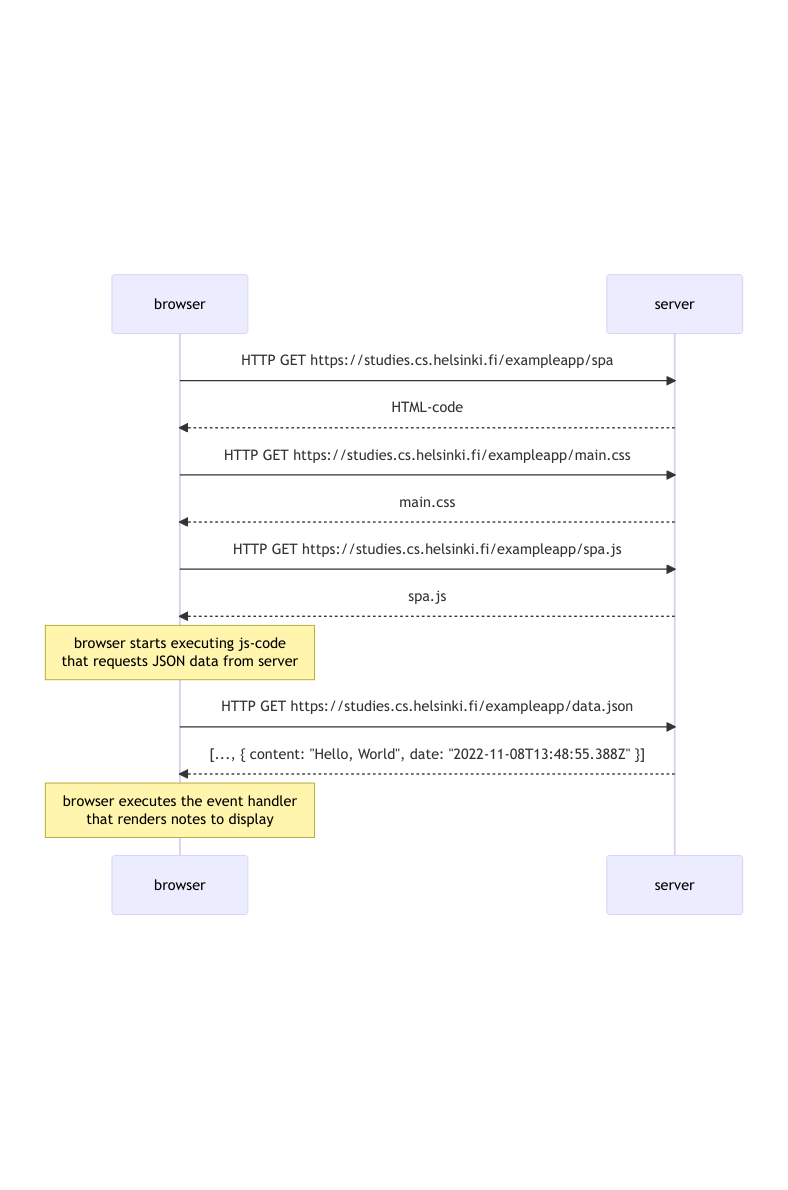 browser
server
HTTP GET https://studies.cs.helsinki.fi/exampleapp/spa
HTML-code
HTTP GET https://studies.cs.helsinki.fi/exampleapp/main.css
main.css
HTTP GET https://studies.cs.helsinki.fi/exampleapp/spa.js
spa.js
browser starts executing js-code
that requests JSON data from server
HTTP GET https://studies.cs.helsinki.fi/exampleapp/data.json
[..., { content: "Hello, World", date: "2022-11-08T13:48:55.388Z" }]
browser executes the event handler
that renders notes to display
browser
server